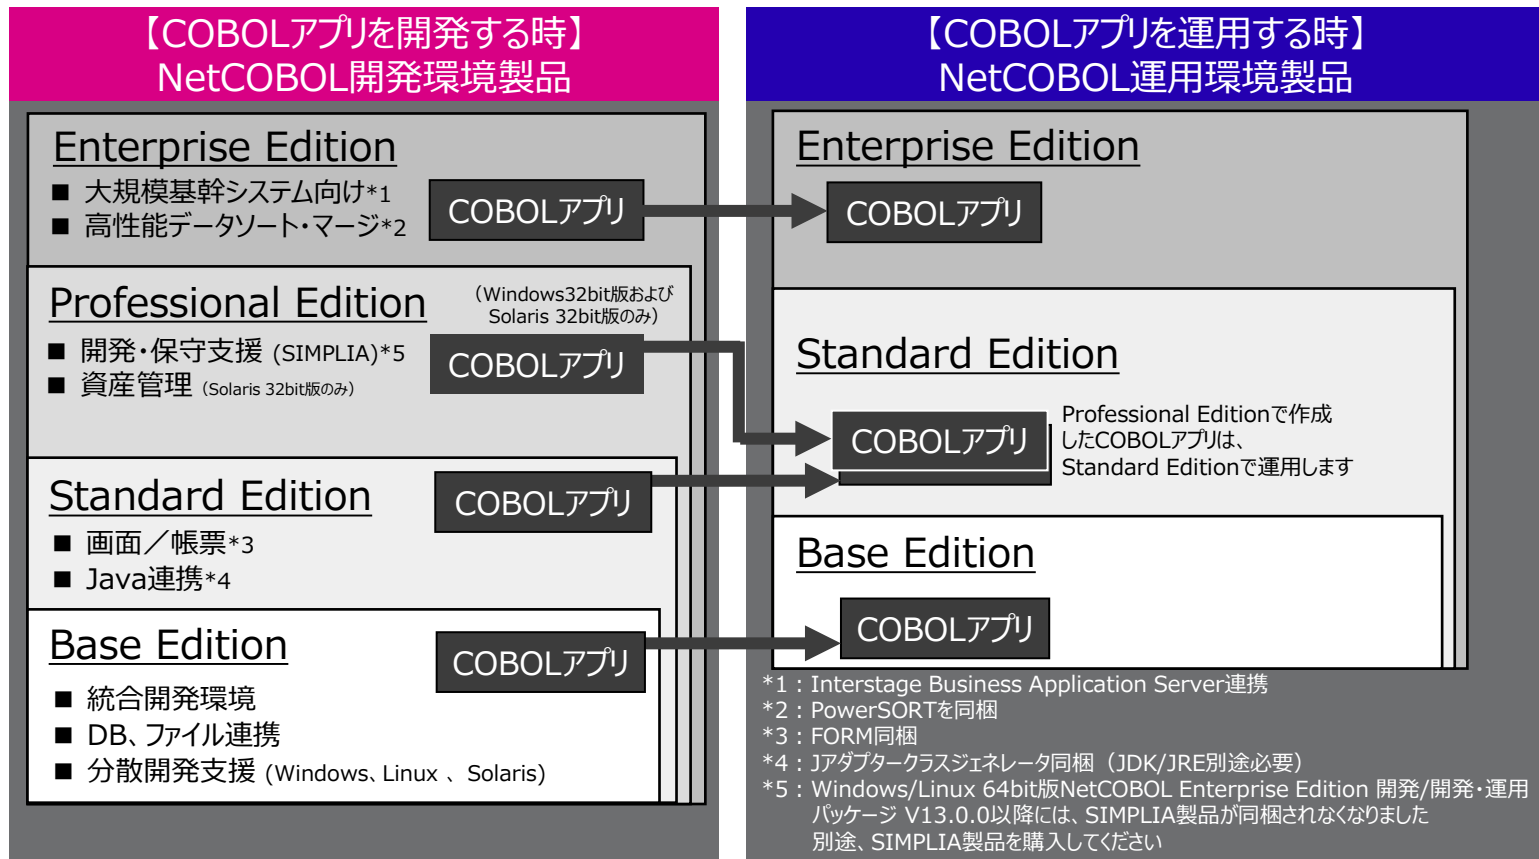 【COBOLアプリを開発する時】
NetCOBOL開発環境製品
Enterprise Edition
■ 大規模基幹システム向け*1
■ 高性能データソート・マージ*2
COBOLアプリ
Professional Edition
（Windows32bit版および
Solaris 32bit版のみ）
■ 開発・保守支援 (SIMPLIA)*5
■ 資産管理（Solaris 32bit版のみ）
COBOLアプリ
Standard Edition
■ 画面／帳票*3
■ Java連携*4
COBOLアプリ
Base Edition
■ 統合開発環境
■ DB、ファイル連携
■ 分散開発支援 (Windows、Linux 、Solaris)
COBOLアプリ
【COBOLアプリを運用する時】
NetCOBOL運用環境製品
Enterprise Edition
COBOLアプリ
Standard Edition
COBOLアプリ
Professional Editionで作成
したCOBOLアプリは、
Standard Editionで運用します
Base Edition
COBOLアプリ
*1：Interstage Business Application Server連携
*2：PowerSORTを同梱
*3：FORM同梱
*4：Jアダプタークラスジェネレータ同梱（JDK/JRE別途必要）
*5：Windows/Linux 64bit版NetCOBOL Enterprise Edition 開発/開発・運用
パッケージ V13.0.0以降には、SIMPLIA製品が同梱されなくなりました
別途、SIMPLIA製品を購入してください